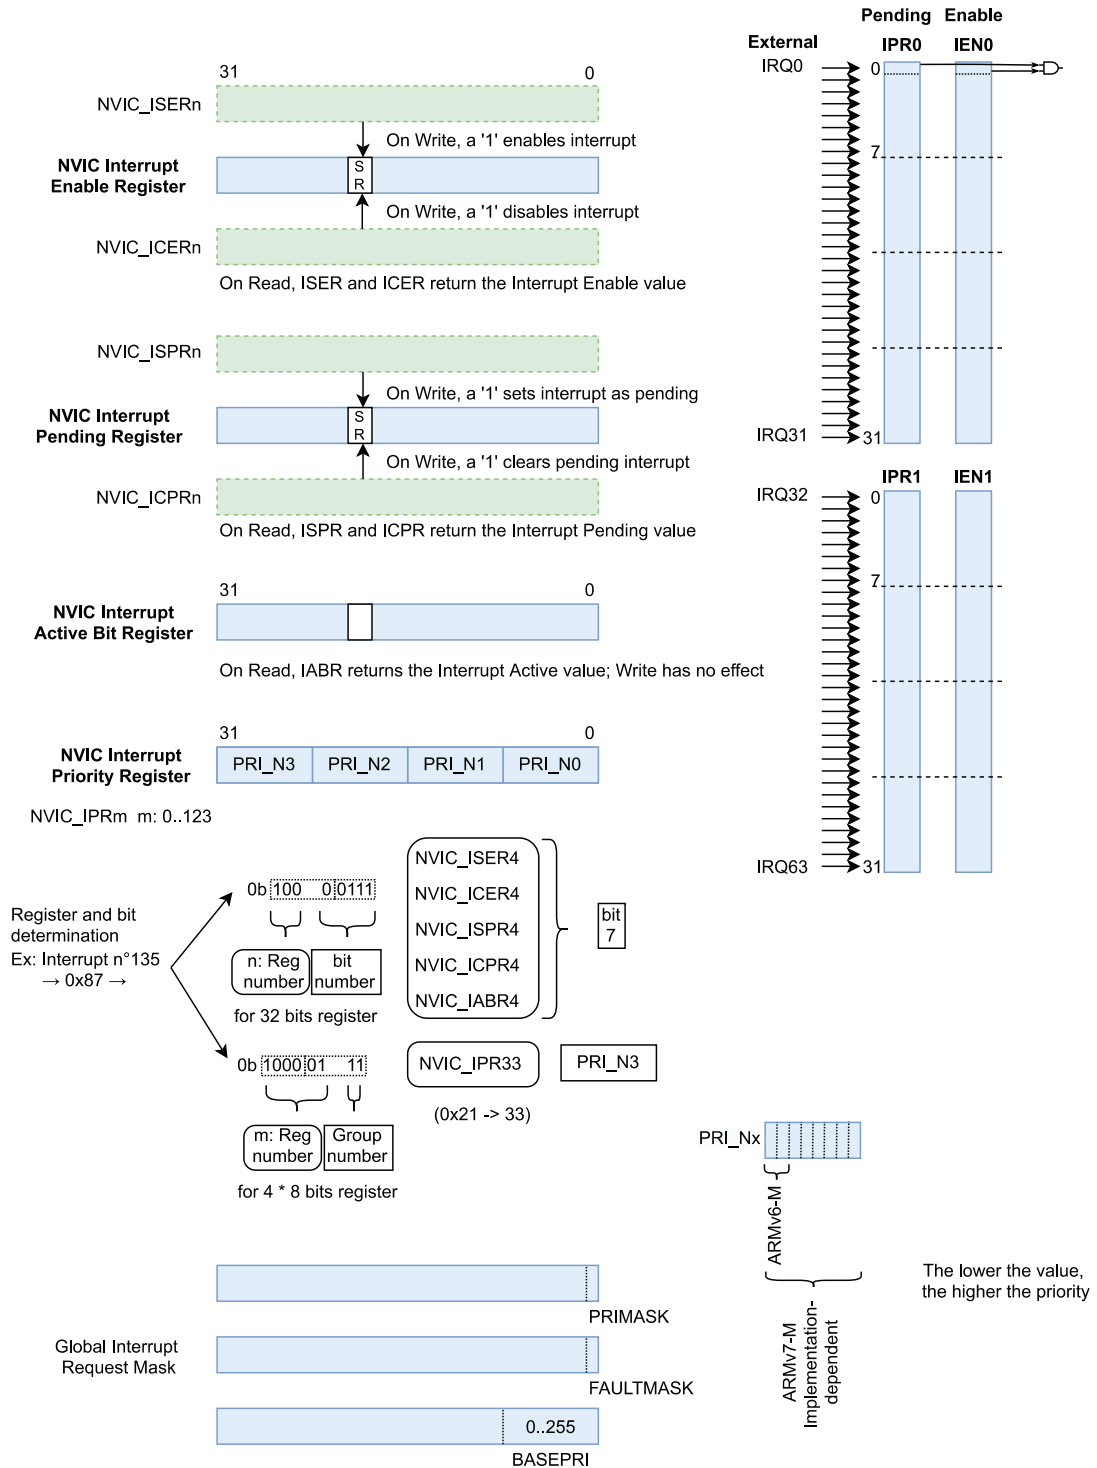 31 0
NVIC_ISERn
On Write, a '1' enables interrupt
NVIC Interrupt
Enable Register
S
R
On Write, a '1' disables interrupt
NVIC_ICERn
On Read, ISER and ICER return the Interrupt Enable value
NVIC_ISPRn
On Write, a '1' sets interrupt as pending
NVIC Interrupt
Pending Register
S
R
On Write, a '1' clears pending interrupt
NVIC_ICPRn
On Read, ISPR and ICPR return the Interrupt Pending value
31 0
NVIC Interrupt
Active Bit Register
On Read, IABR returns the Interrupt Active value; Write has no effect
31 0
NVIC Interrupt
Priority Register
PRI_N3 PRI_N2 PRI_N1 PRI_N0
NVIC_IPRm m: 0..123
Pending Enable
External IPR0 IEN0
IRQ0 0
7
IRQ31 31
IPR1 IEN1
IRQ32 0
7
IRQ63 31
Register and bit
determination
Ex: Interrupt n°135
→ 0x87 →
0b 100 0 0111
n: Reg
number
bit
number
for 32 bits register
NVIC_ISER4
NVIC_ICER4
NVIC_ISPR4
NVIC_ICPR4
NVIC_IABR4
bit
7
0b 1000 01 11
m: Reg
number
Group
number
for 4 * 8 bits register
NVIC_IPR33
PRI_N3
(0x21 -> 33)
PRI_Nx
ARMv6-M
ARMv7-M
Implementation-
dependent
The lower the value,
the higher the priority
Global Interrupt
Request Mask
PRIMASK
FAULTMASK
0..255
BASEPRI